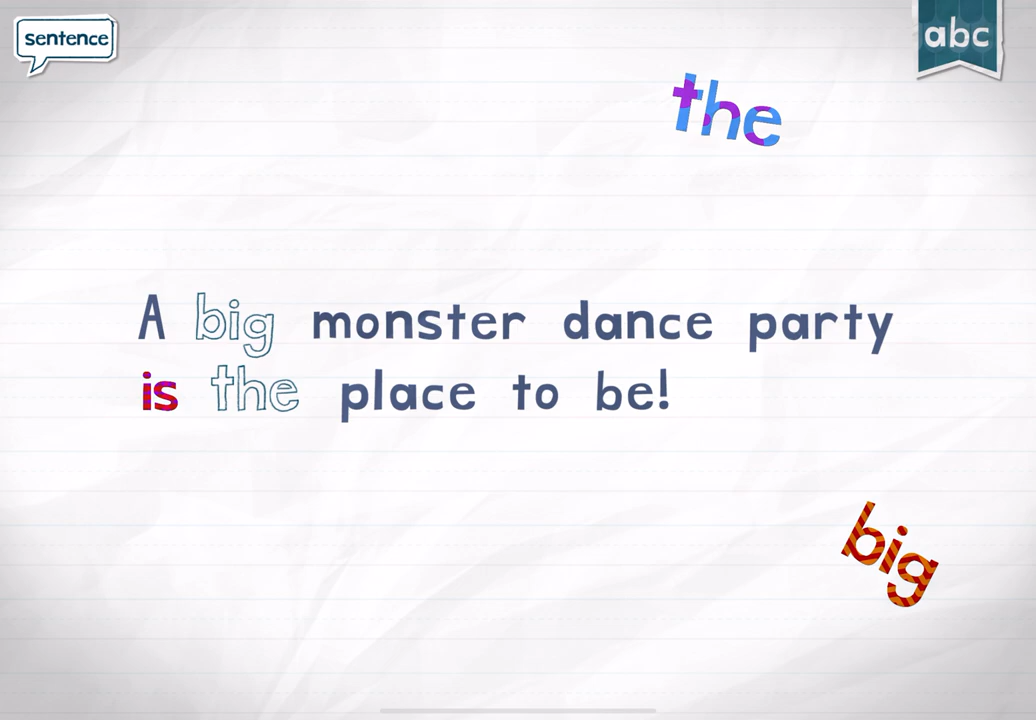 sentence
abc
the
A big monster dance party
is the place to be!
big